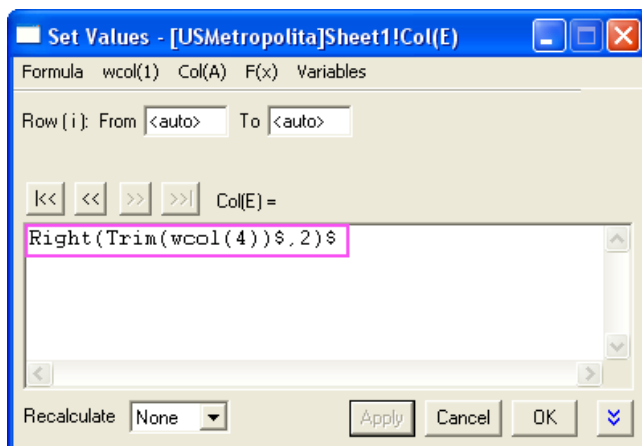 Set Values - [USMetropolita]Sheet1!Col(E)
Formula wcol(1) Col(A) F(x) Variables
Row (i): From <auto> To <auto>
|<< << >> >>| Col(E) =
Right(Trim(wcol(4))$,2)$
Recalculate None Apply Cancel OK